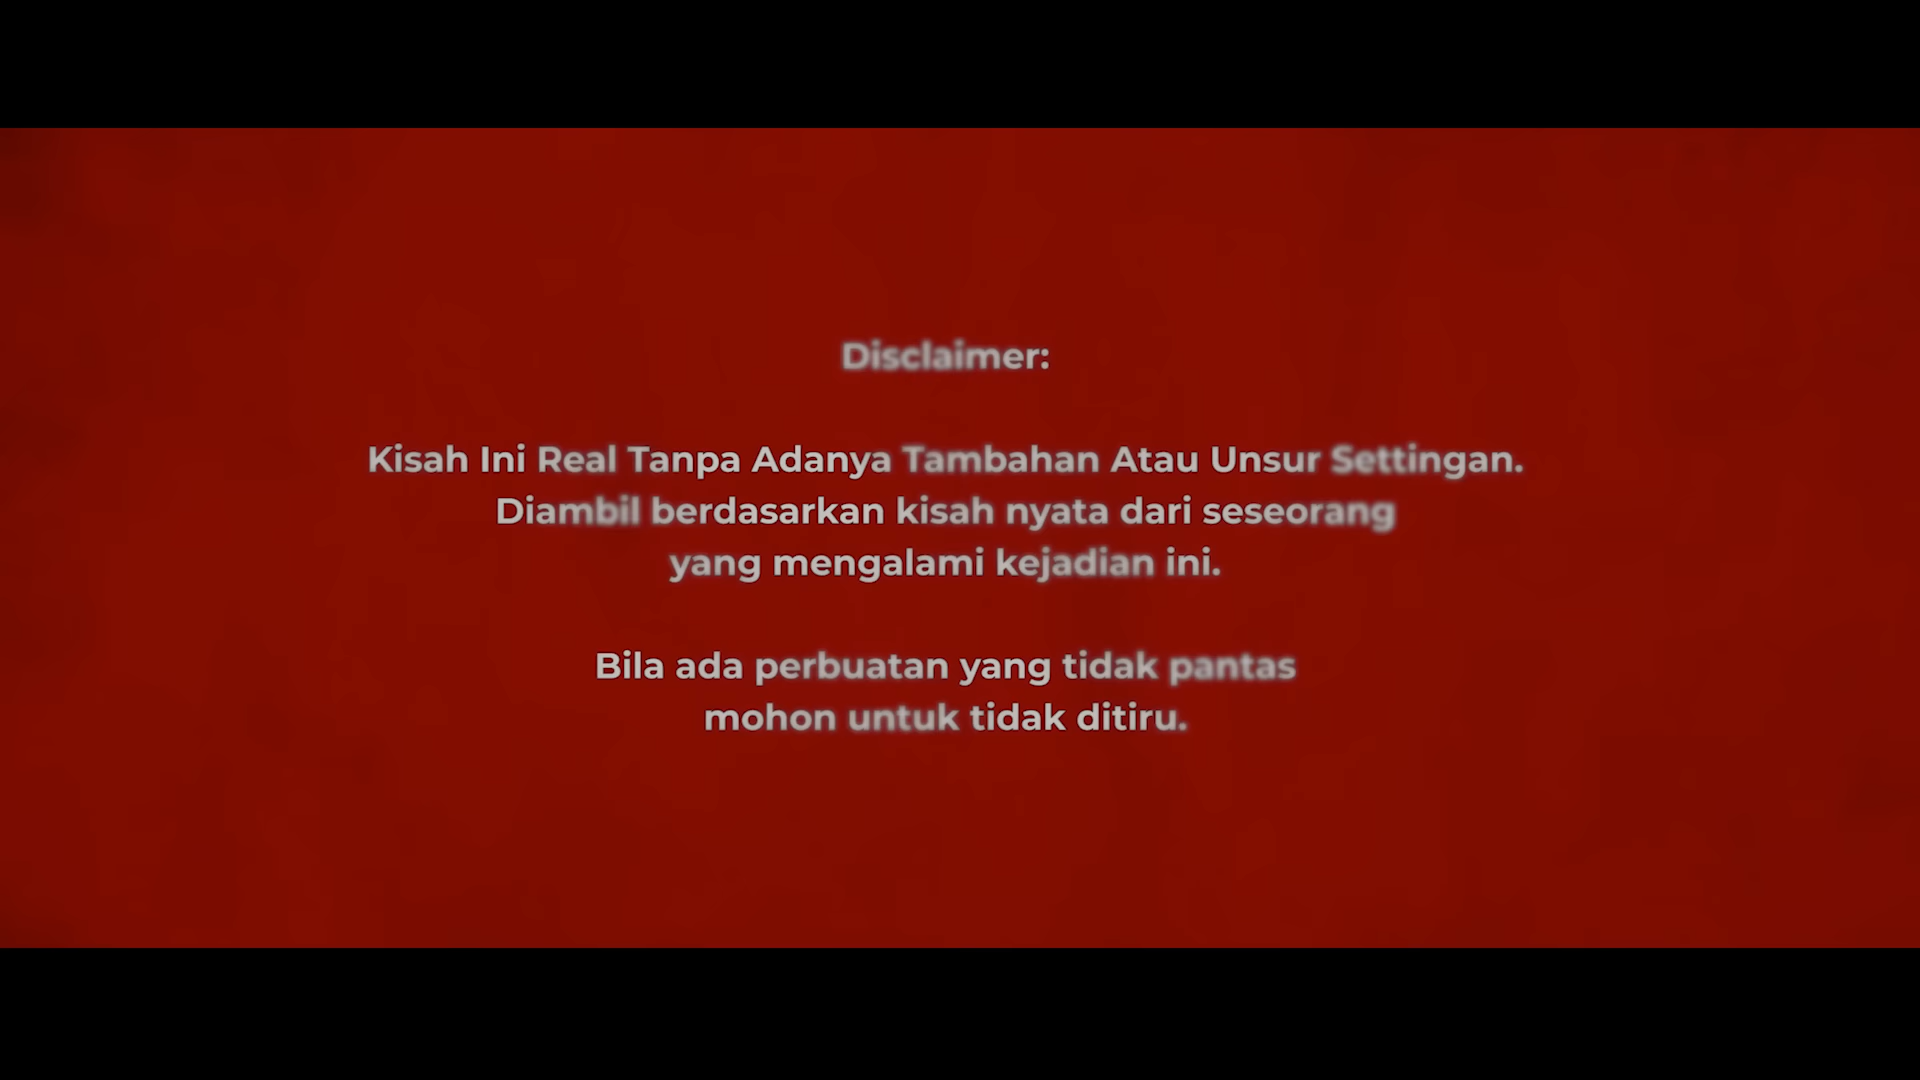 Disclaimer:
Kisah Ini Real Tanpa Adanya Tambahan Atau Unsur Settingan.
Diambil berdasarkan kisah nyata dari seseorang
yang mengalami kejadian ini.
Bila ada perbuatan yang tidak pantas
mohon untuk tidak ditiru.